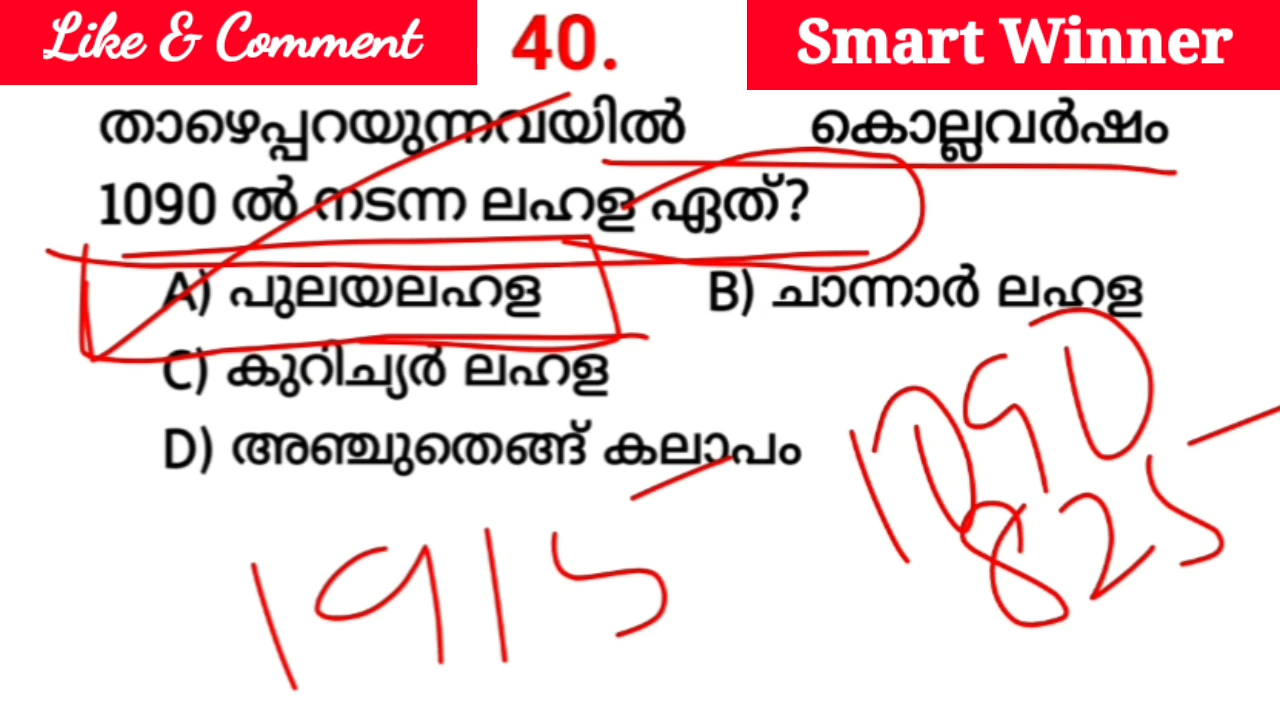 Like & Comment
40.
Smart Winner
താഴെപ്പറയുന്നവയിൽ കൊല്ലവർഷം
1090 ൽ നടന്ന ലഹള ഏത്?
A) പുലയലഹള B) ചാന്നാർ ലഹള
C) കുറിച്യർ ലഹള
D) അഞ്ചുതെങ്ങ് കലാപം
1090
825
1915